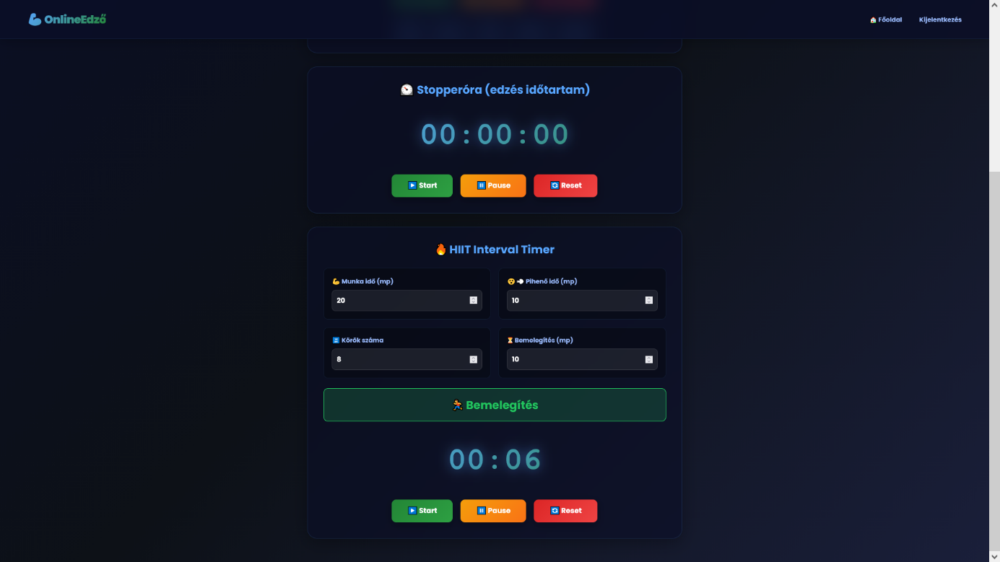 💪 OnlineEdző
🏠 Főoldal
Kijelentkezés
Stopperóra (edzés időtartam)
00:00:00
Start
Pause
Reset
HIIT Interval Timer
Munka idő (mp)
Pihenő idő (mp)
20
10
Körök száma
Bemelegítés (mp)
8
10
Bemelegítés
00:06
Start
Pause
Reset